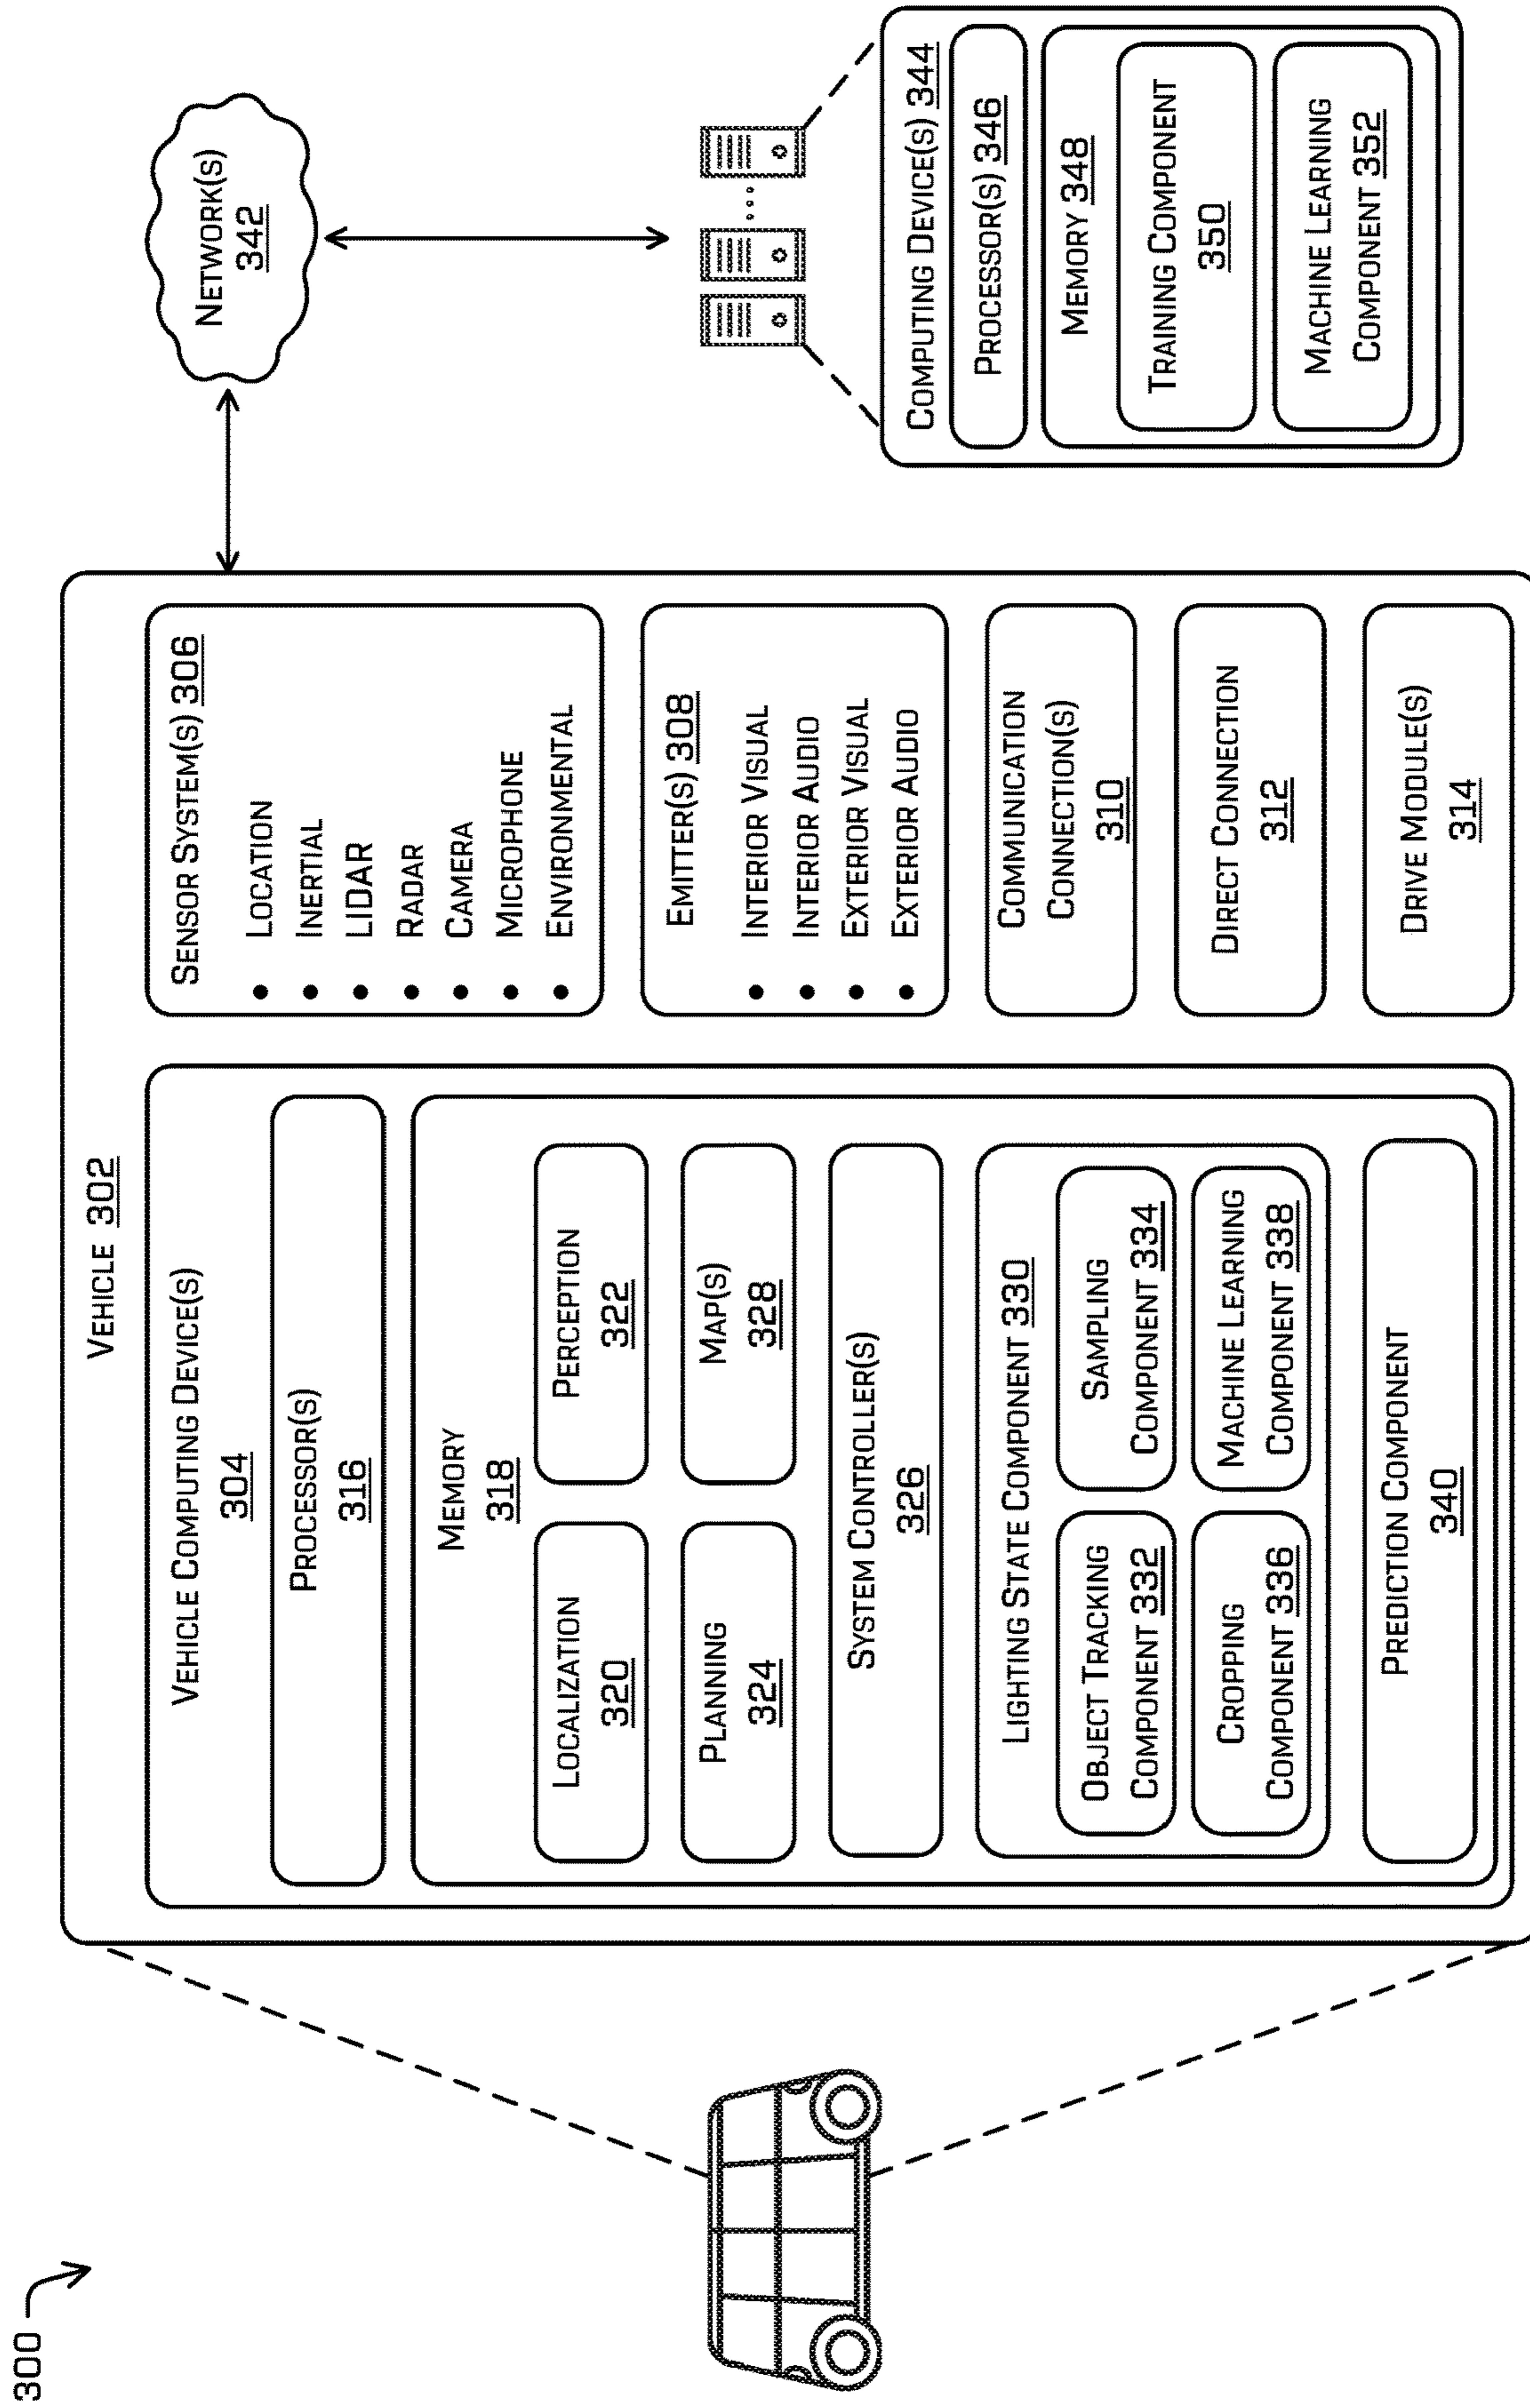 300
VEHICLE 302
VEHICLE COMPUTING DEVICE(S)
304
PROCESSOR(S)
316
MEMORY
318
LOCALIZATION
320
PERCEPTION
322
PLANNING
324
MAP(S)
328
SYSTEM CONTROLLER(S)
326
LIGHTING STATE COMPONENT 330
OBJECT TRACKING
COMPONENT 332
SAMPLING
COMPONENT 334
CROPPING
COMPONENT 336
MACHINE LEARNING
COMPONENT 338
PREDICTION COMPONENT
340
SENSOR SYSTEM(S) 306
• LOCATION
• INERTIAL
• LIDAR
• RADAR
• CAMERA
• MICROPHONE
• ENVIRONMENTAL
EMITTER(S) 308
• INTERIOR VISUAL
• INTERIOR AUDIO
• EXTERIOR VISUAL
• EXTERIOR AUDIO
COMMUNICATION
CONNECTION(S)
310
DIRECT CONNECTION
312
DRIVE MODULE(S)
314
NETWORK(S)
342
COMPUTING DEVICE(S) 344
PROCESSOR(S) 346
MEMORY 348
TRAINING COMPONENT
350
MACHINE LEARNING
COMPONENT 352